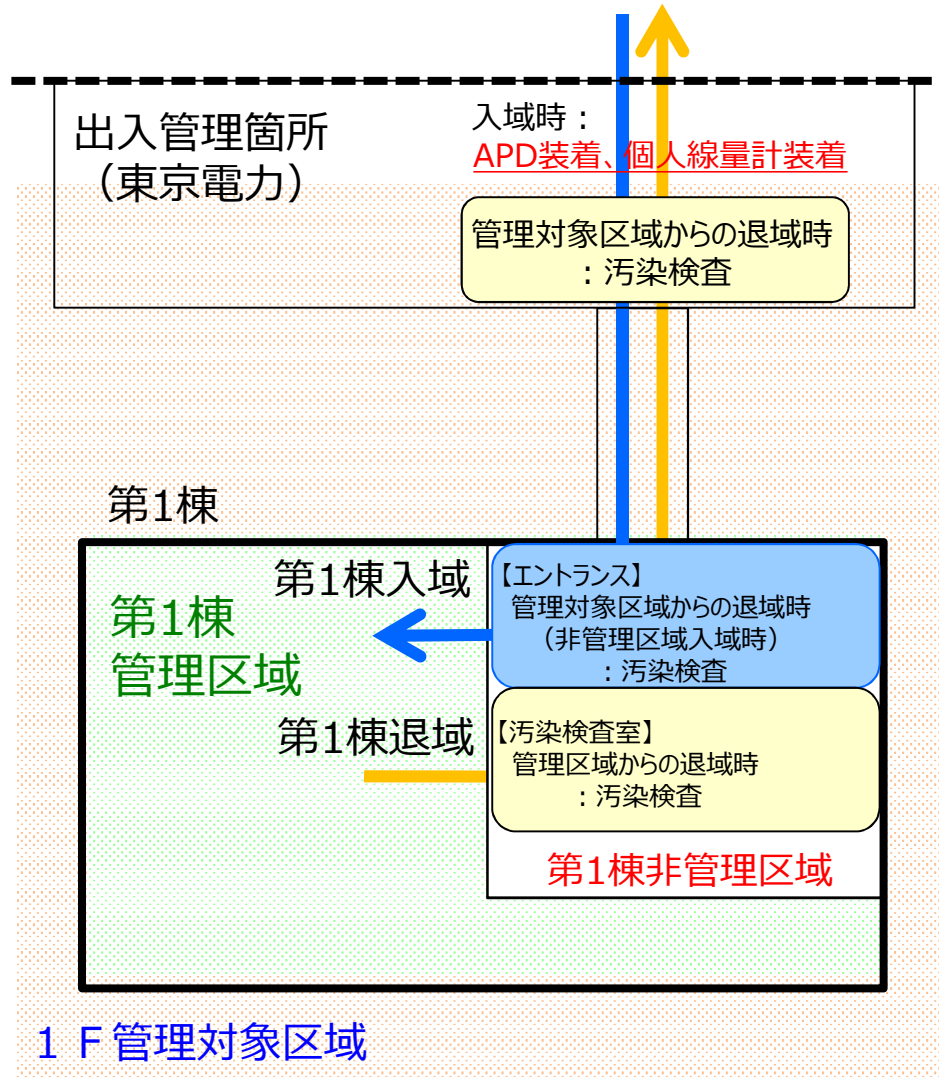 出入管理箇所
（東京電力）
入域時：
APD装着、個人線量計装着
管理対象区域からの退域時
：汚染検査
第1棟
第1棟入域
第1棟
管理区域
【エントランス】
管理対象区域からの退域時
（非管理区域入域時）
：汚染検査
第1棟退域
【汚染検査室】
管理区域からの退域時
：汚染検査
第1棟非管理区域
１Ｆ管理対象区域